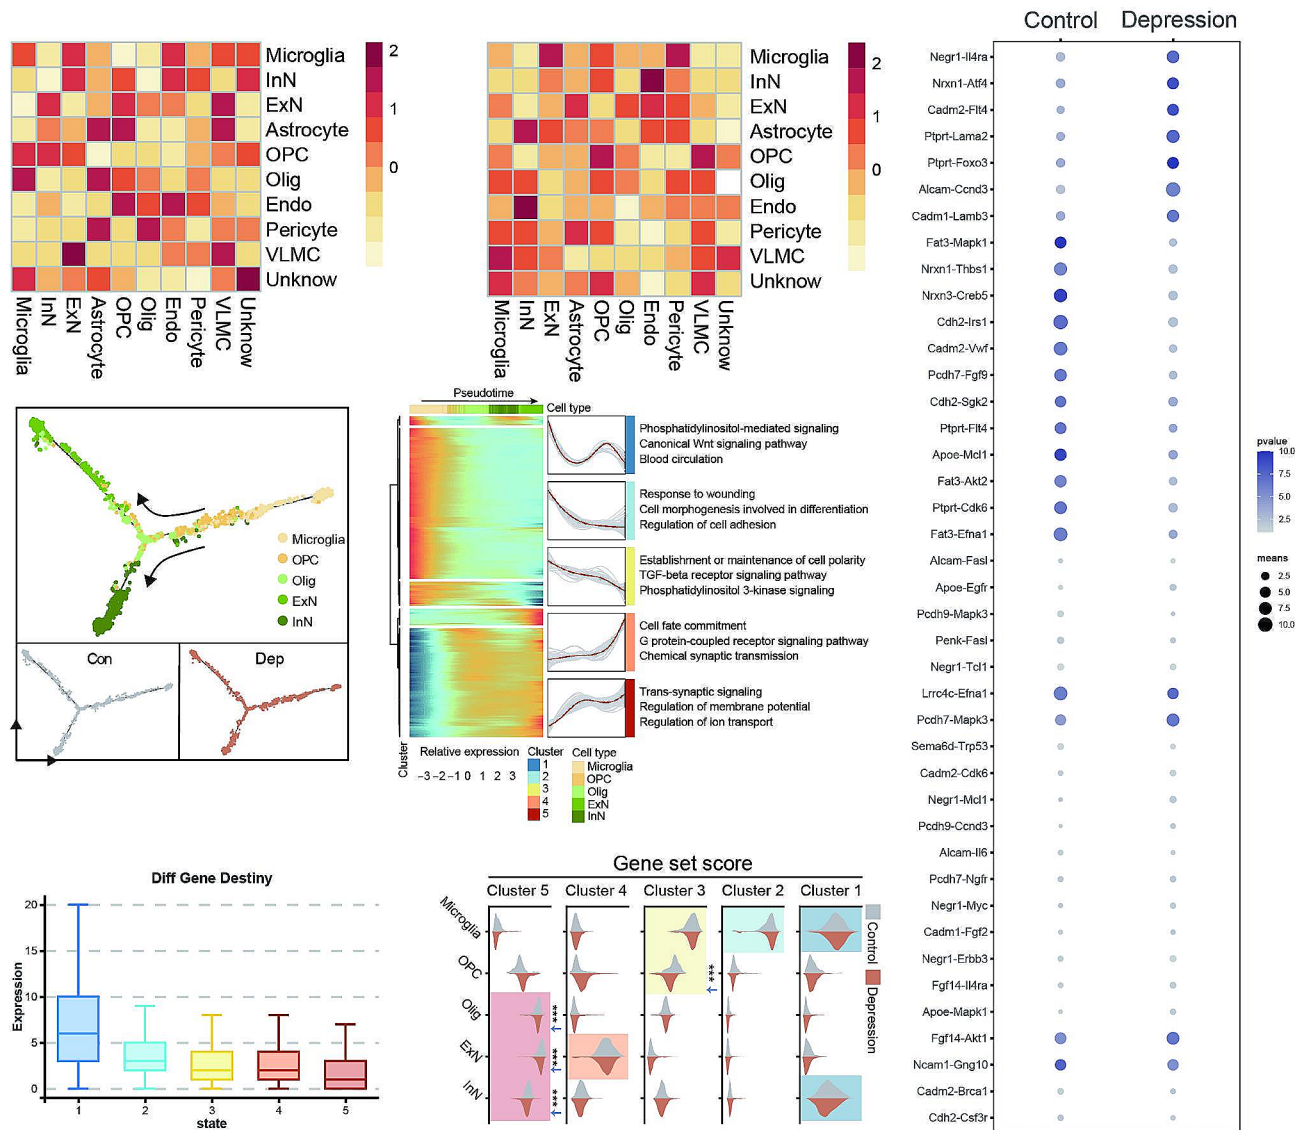 Microglia
InN
ExN
Astrocyte
OPC
Olig
Endo
Pericyte
VLMC
Unknow
2
1
0
Microglia
InN
ExN
Astrocyte
OPC
Olig
Endo
Pericyte
VLMC
Unknow
Microglia
InN
ExN
Astrocyte
OPC
Olig
Endo
Pericyte
VLMC
Unknow
2
1
0
Microglia
InN
ExN
Astrocyte
OPC
Olig
Endo
Pericyte
VLMC
Unknow
Control Depression
Negr1-Il4ra
Nrxn1-Atf4
Cadm2-Flt4
Ptprt-Lama2
Ptprt-Foxo3
Alcam-Ccnd3
Cadm1-Lamb3
Fat3-Mapk1
Nrxn1-Thbs1
Nrxn3-Creb5
Cdh2-Irs1
Cadm2-Vwf
Pcdh7-Fgf9
Cdh2-Sgk2
Ptprt-Flt4
Apoe-Mcl1
Fat3-Akt2
Ptprt-Cdk6
Fat3-Efna1
Alcam-Fasl
Apoe-Egfr
Pcdh9-Mapk3
Penk-Fasl
Negr1-Tcl1
Lrrc4c-Efna1
Pcdh7-Mapk3
Sema6d-Trp53
Cadm2-Cdk6
Negr1-Mcl1
Pcdh9-Ccnd3
Alcam-Il6
Pcdh7-Ngfr
Negr1-Myc
Cadm1-Fgf2
Negr1-Erbb3
Fgf14-Il4ra
Apoe-Mapk1
Fgf14-Akt1
Ncam1-Gng10
Cadm2-Brca1
Cdh2-Csf3r
pvalue
10.0
7.5
5.0
2.5
means
2.5
5.0
7.5
10.0
Microglia
OPC
Olig
ExN
InN
Con
Dep
Pseudotime
Cell type
Phosphatidylinositol-mediated signaling
Canonical Wnt signaling pathway
Blood circulation
Response to wounding
Cell morphogenesis involved in differentiation
Regulation of cell adhesion
Establishment or maintenance of cell polarity
TGF-beta receptor signaling pathway
Phosphatidylinositol 3-kinase signaling
Cell fate commitment
G protein-coupled receptor signaling pathway
Chemical synaptic transmission
Trans-synaptic signaling
Regulation of membrane potential
Regulation of ion transport
Cluster
Relative expression
-3 -2 -1 0 1 2 3
Cluster
1
2
3
4
5
Cell type
Microglia
OPC
Olig
ExN
InN
Diff Gene Destiny
Expression
20
15
10
5
0
1 2 3 4 5
state
Gene set score
Cluster 5 Cluster 4 Cluster 3 Cluster 2 Cluster 1
Microglia
OPC
Olig
ExN
InN
***
***
***
***
Control
Depression